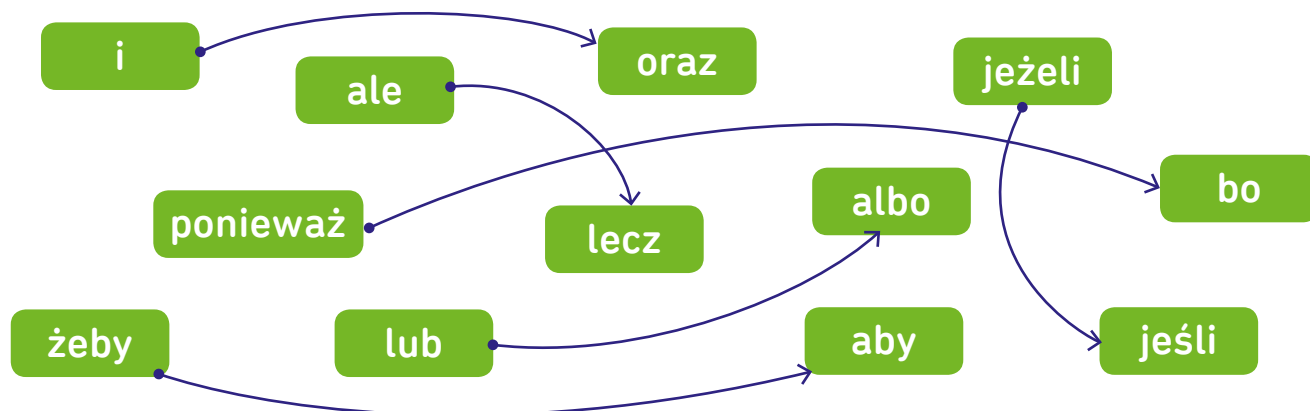 i
oraz
ale
jeżeli
ponieważ
lecz
albo
bo
żeby
lub
aby
jeśli